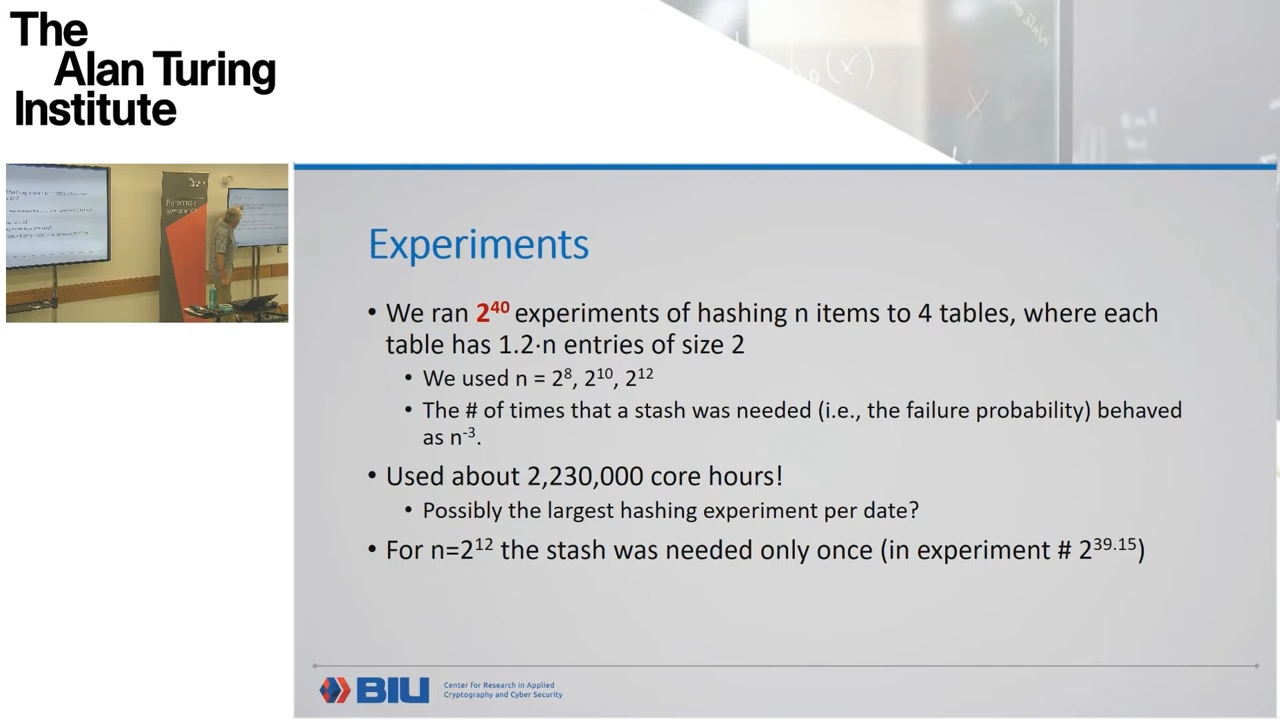 The
Alan Turing
Institute
Experiments
• We ran 2⁴⁰ experiments of hashing n items to 4 tables, where each
table has 1.2·n entries of size 2
• We used n = 2⁸, 2¹⁰, 2¹²
• The # of times that a stash was needed (i.e., the failure probability) behaved
as n⁻³.
• Used about 2,230,000 core hours!
• Possibly the largest hashing experiment per date?
• For n=2¹² the stash was needed only once (in experiment # 2³⁹·¹⁵)
BIU
Center for Research in Applied
Cryptography and Cyber Security